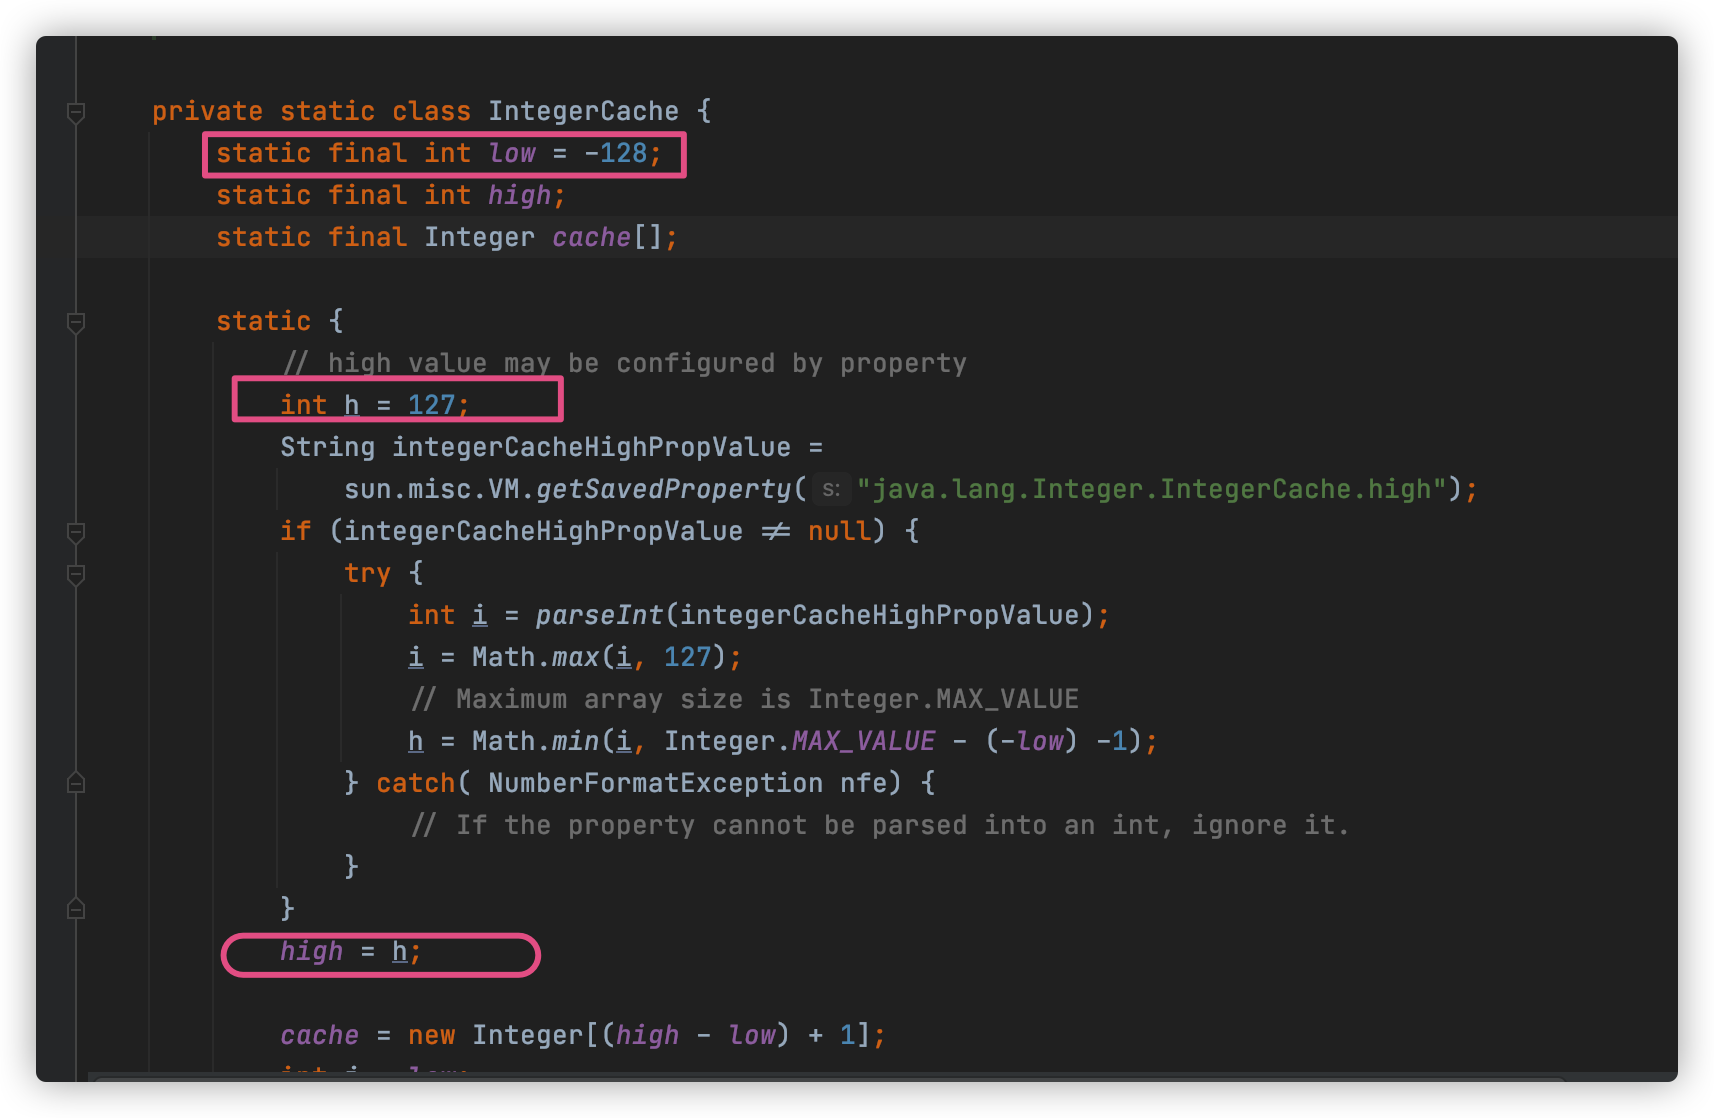 private static class IntegerCache {
static final int low = -128;
static final int high;
static final Integer cache[];
static {
// high value may be configured by property
int h = 127;
String integerCacheHighPropValue =
sun.misc.VM.getSavedProperty( s: "java.lang.Integer.IntegerCache.high");
if (integerCacheHighPropValue ≠ null) {
try {
int i = parseInt(integerCacheHighPropValue);
i = Math.max(i, 127);
// Maximum array size is Integer.MAX_VALUE
h = Math.min(i, Integer.MAX_VALUE - (-low) -1);
} catch( NumberFormatException nfe) {
// If the property cannot be parsed into an int, ignore it.
}
}
high = h;
cache = new Integer[(high - low) + 1];